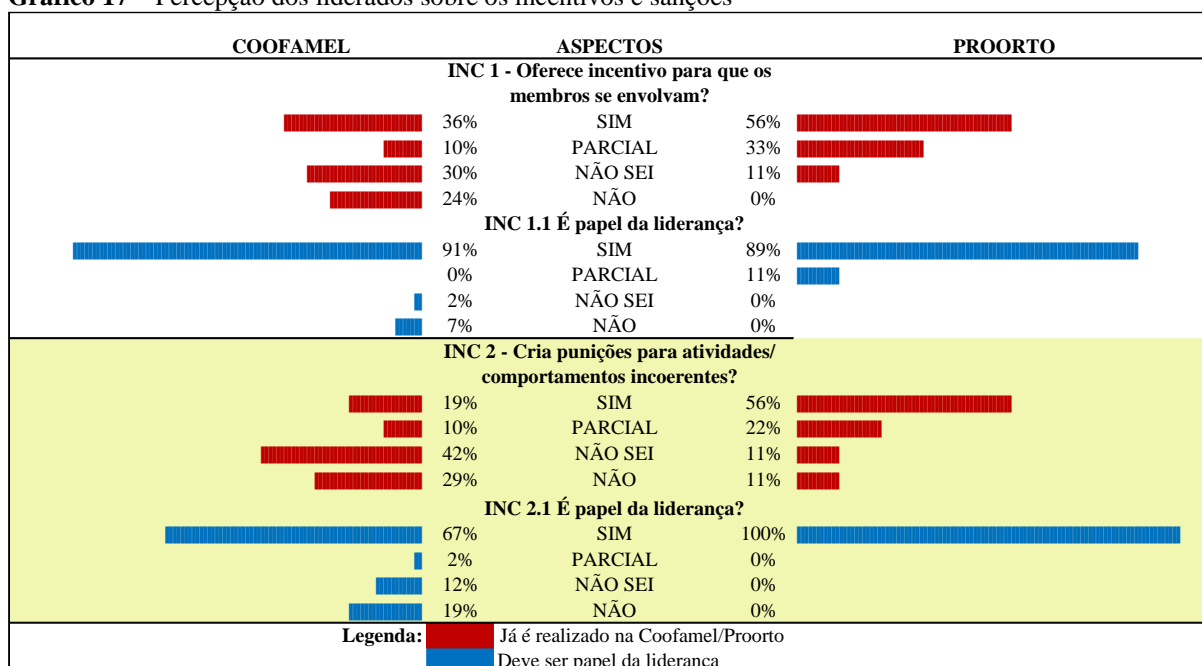 Gráfico 17 – Percepção dos liderados sobre os incentivos e sanções
COOFAMEL ASPECTOS PROORTO
INC 1 - Oferece incentivo para que os
membros se envolvam?
36% SIM 56%
10% PARCIAL 33%
30% NÃO SEI 11%
24% NÃO 0%
INC 1.1 É papel da liderança?
91% SIM 89%
0% PARCIAL 11%
2% NÃO SEI 0%
7% NÃO 0%
INC 2 - Cria punições para atividades/
comportamentos incoerentes?
19% SIM 56%
10% PARCIAL 22%
42% NÃO SEI 11%
29% NÃO 11%
INC 2.1 É papel da liderança?
67% SIM 100%
2% PARCIAL 0%
12% NÃO SEI 0%
19% NÃO 0%
Legenda: Já é realizado na Coofamel/Proorto
Deve ser papel da liderança